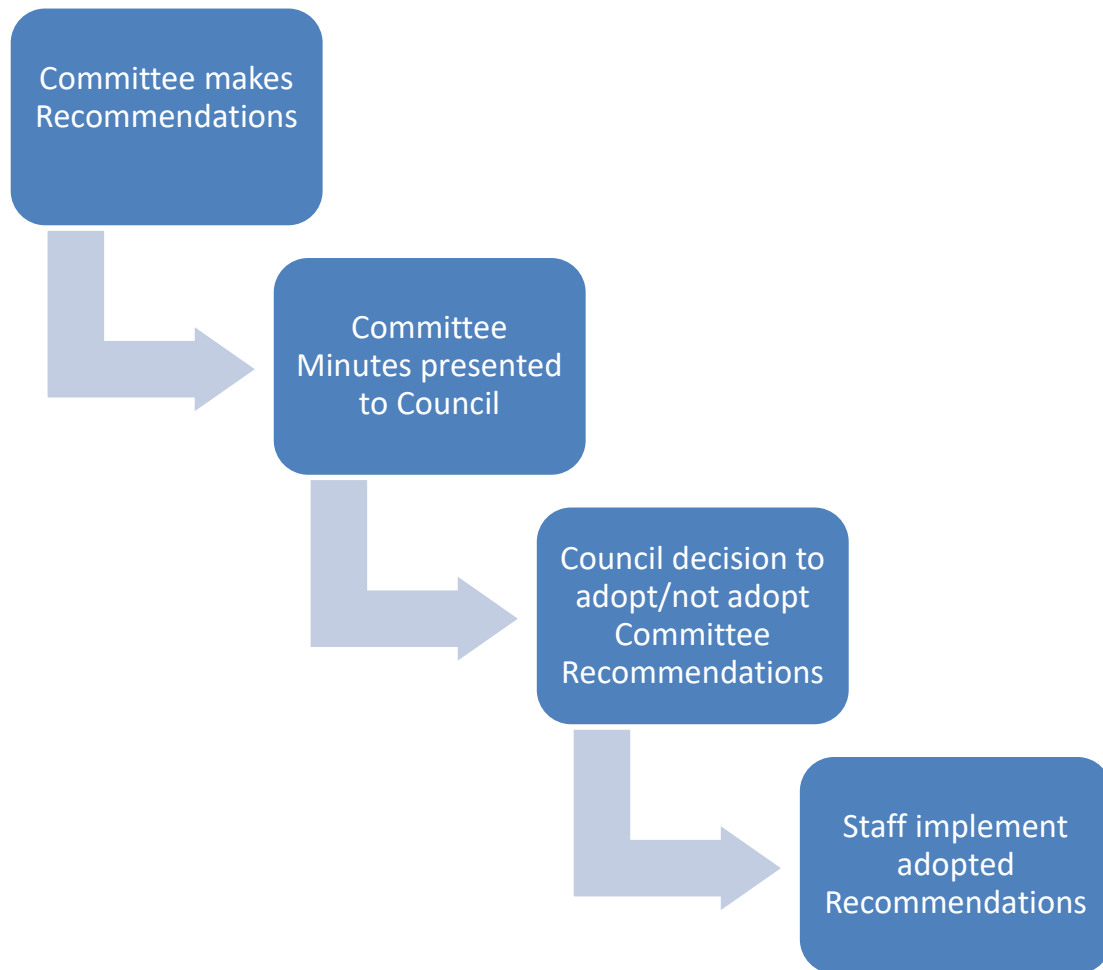 Committee makes
Recommendations
Committee
Minutes presented
to Council
Council decision to
adopt/not adopt
Committee
Recommendations
Staff implement
adopted
Recommendations